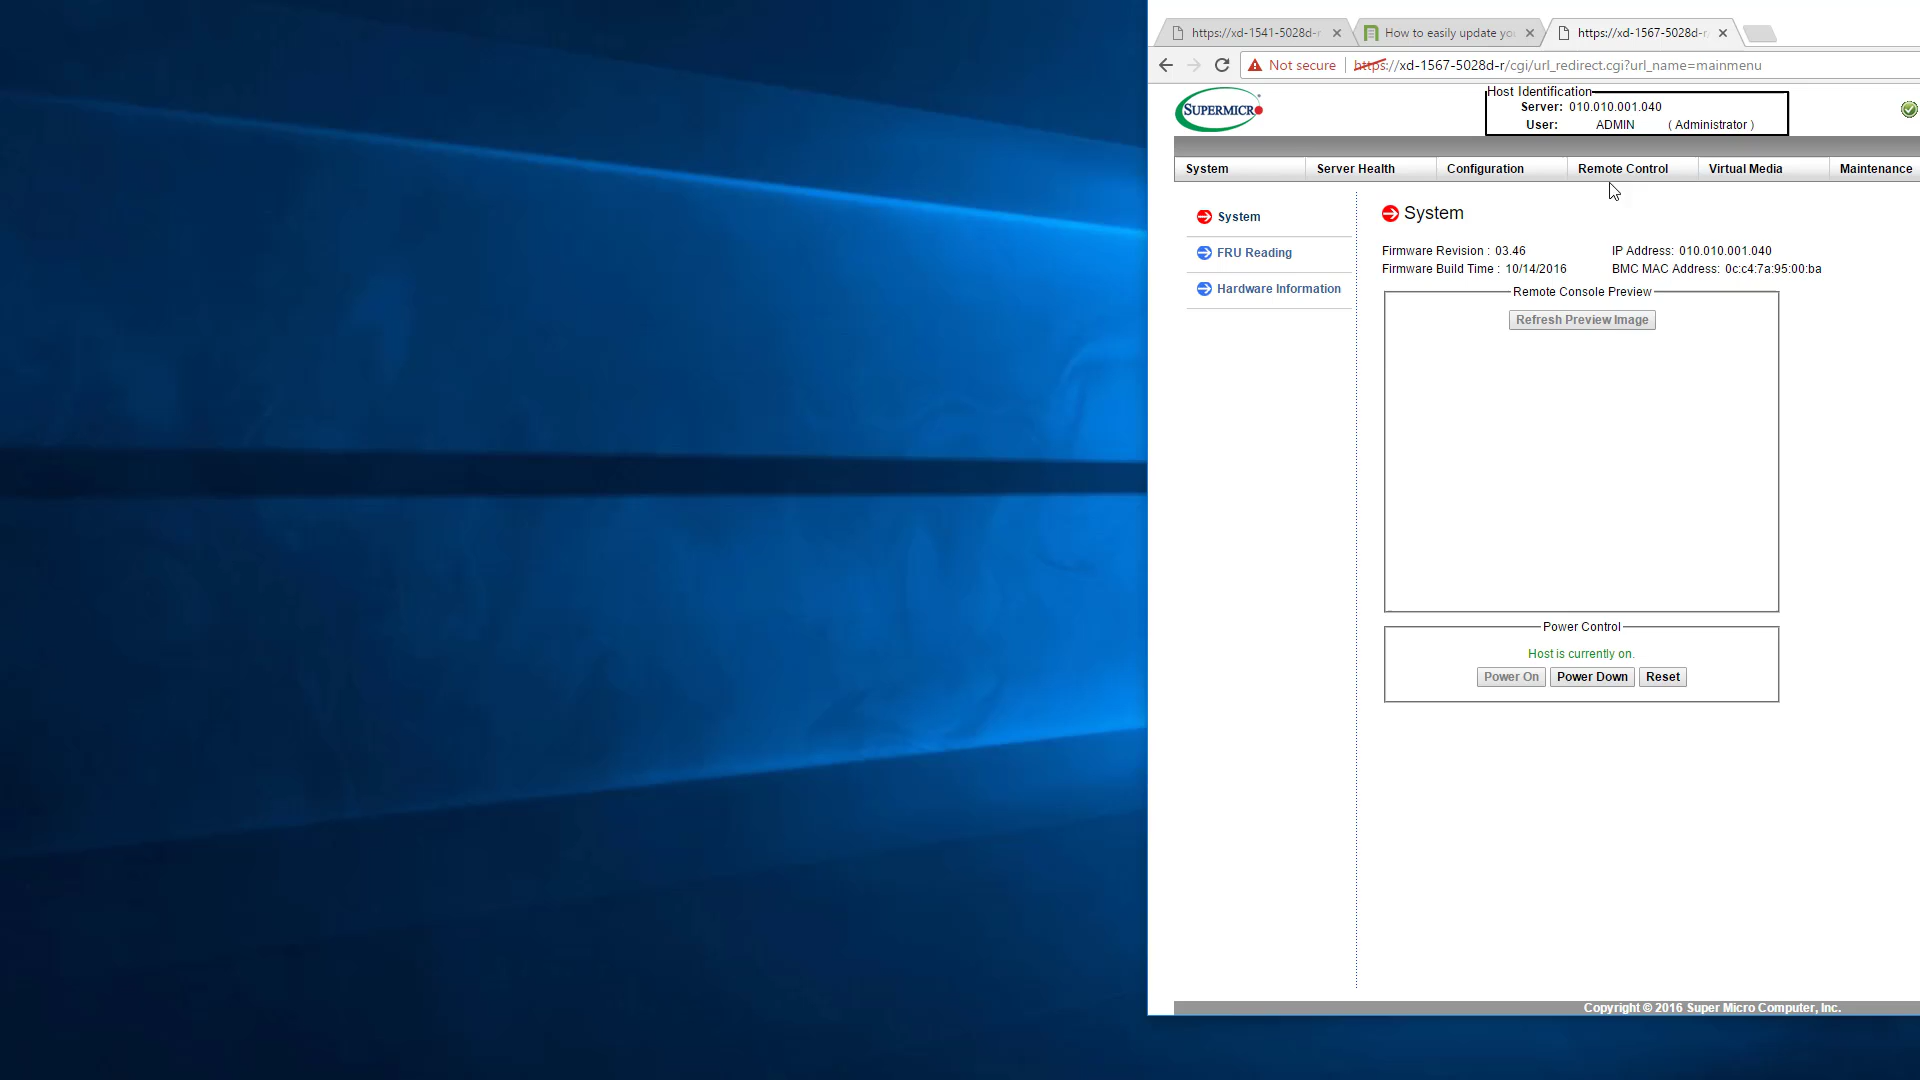 https://xd-1541-5028d-r
How to easily update yo
https://xd-1567-5028d-r
Not secure
https://xd-1567-5028d-r/cgi/url_redirect.cgi?url_name=mainmenu
SUPERMICRO
Host Identification
Server: 010.010.001.040
User: ADMIN ( Administrator )
System
Server Health
Configuration
Remote Control
Virtual Media
Maintenance
System
FRU Reading
Hardware Information
System
Firmware Revision : 03.46
IP Address: 010.010.001.040
Firmware Build Time : 10/14/2016
BMC MAC Address: 0c:c4:7a:95:00:ba
Remote Console Preview
Refresh Preview Image
Power Control
Host is currently on.
Power On
Power Down
Reset
Copyright © 2016 Super Micro Computer, Inc.